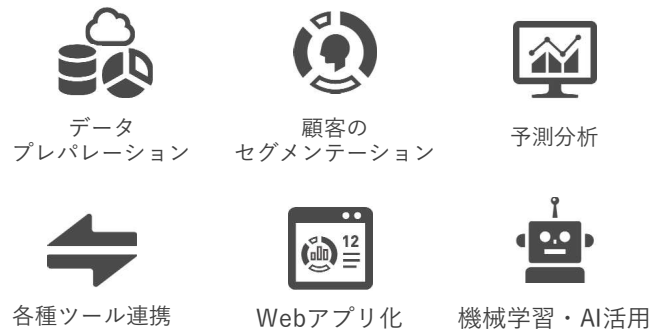 データ
プレパレーション
顧客の
セグメンテーション
予測分析
各種ツール連携
12
Webアプリ化
機械学習・AI活用